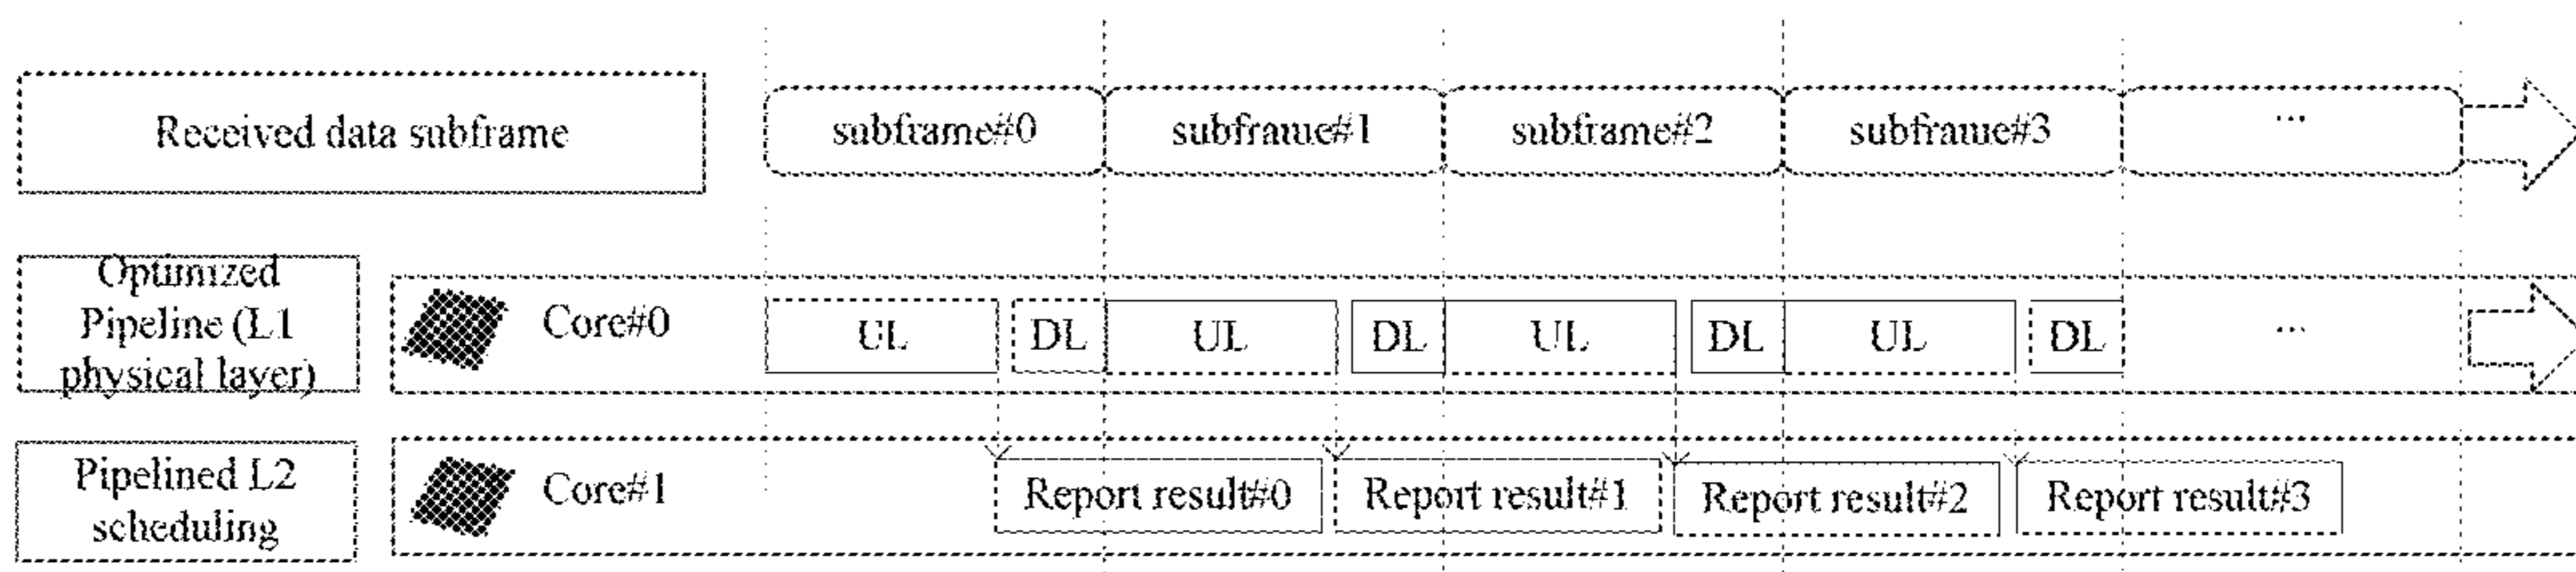 Received data subframe
subframe#0 subframe#1 subframe#2 subframe#3 ...
Optimized
Pipeline (L1
physical layer)
Core#0 UL DL UL DL UL DL UL DL ...
Pipelined L2
scheduling
Core#1 Report result#0 Report result#1 Report result#2 Report result#3